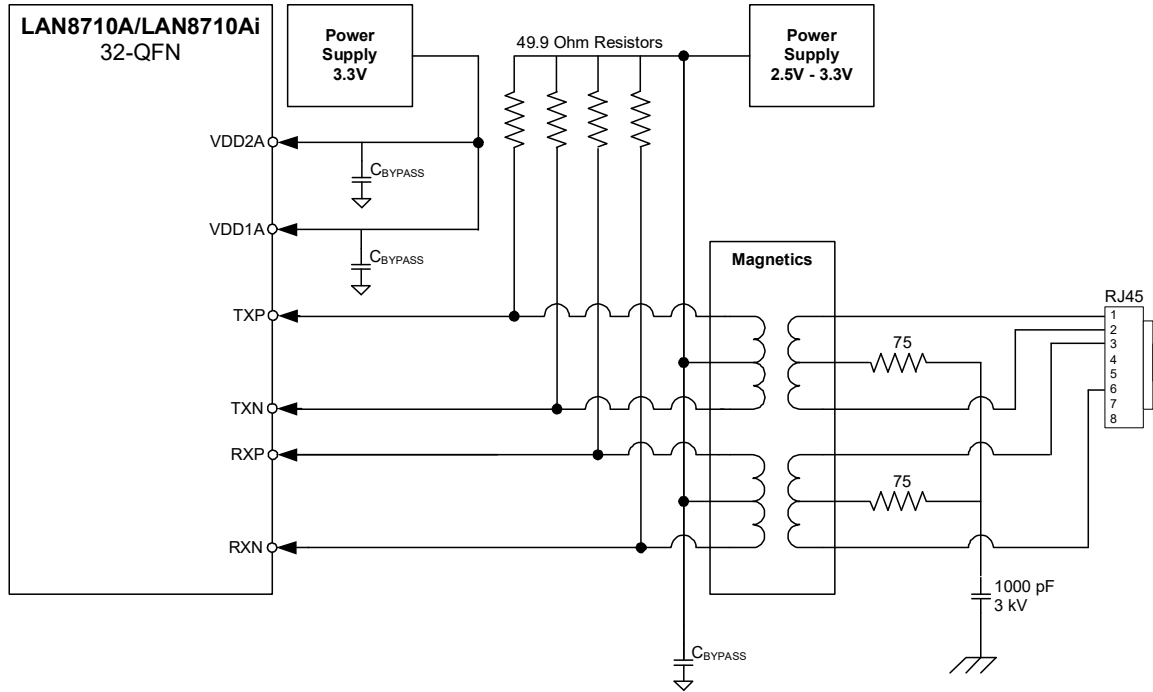 LAN8710A/LAN8710Ai
32-QFN
Power
Supply
3.3V
49.9 Ohm Resistors
Power
Supply
2.5V - 3.3V
VDD2A
CBYPASS
VDD1A
CBYPASS
Magnetics
TXP
RJ45
1
2
3
4
5
6
7
8
75
TXN
RXP
75
RXN
1000 pF
3 kV
CBYPASS